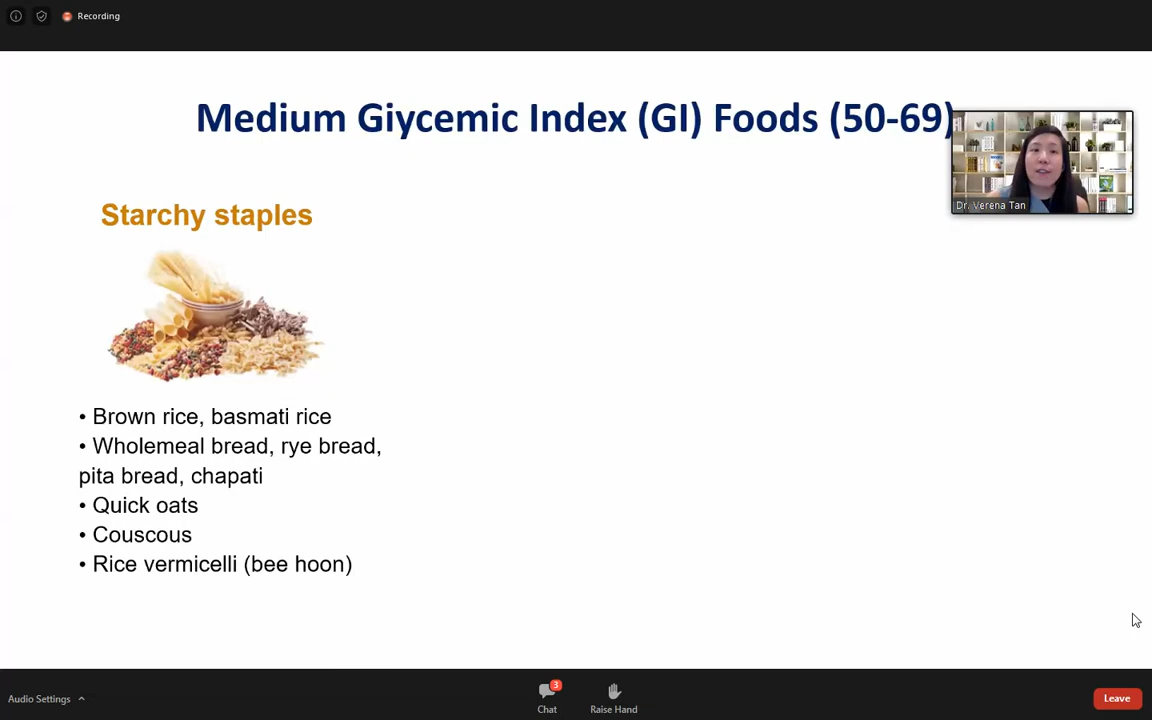 Recording
Medium Giycemic Index (GI) Foods (50-69)
Dr. Verena Tan
Starchy staples
• Brown rice, basmati rice
• Wholemeal bread, rye bread,
pita bread, chapati
• Quick oats
• Couscous
• Rice vermicelli (bee hoon)
Audio Settings
3
Chat
Raise Hand
Leave